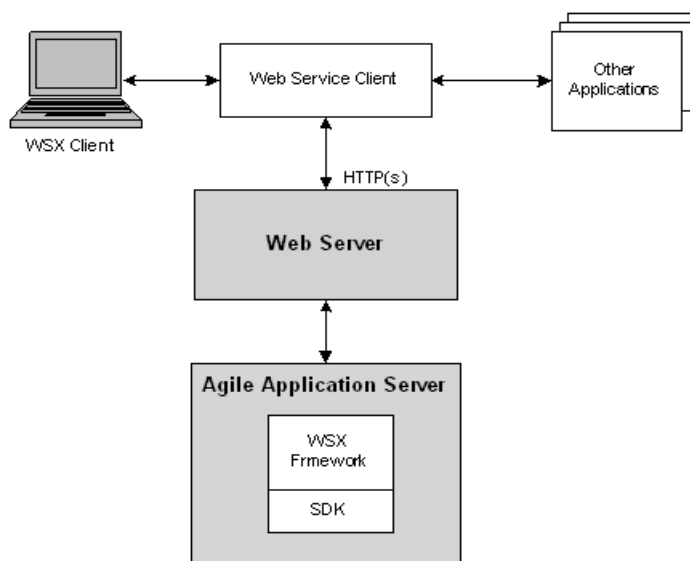 Web Service Client
Other
Applications
WSX Client
HTTP(s)
Web Server
Agile Application Server
WSX
Frmework
SDK